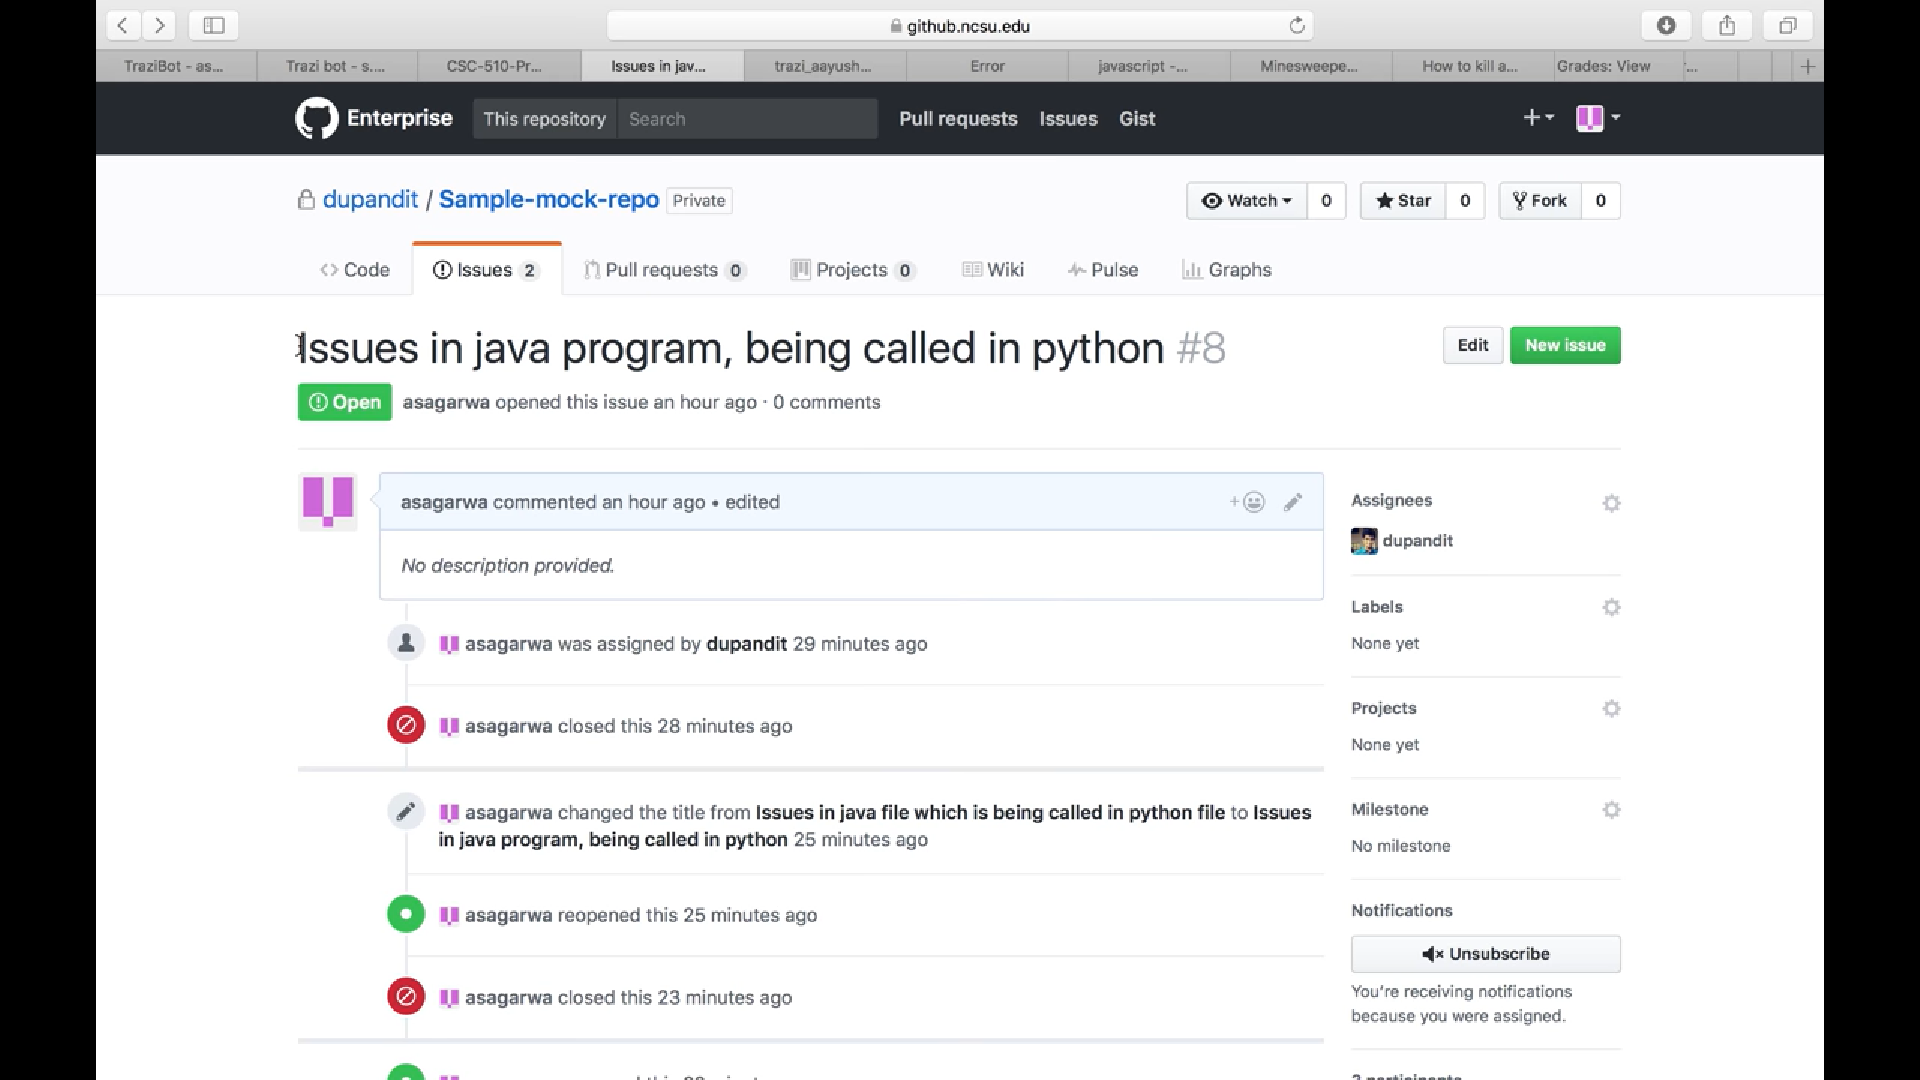 github.ncsu.edu
TraziBot - as... Trazi bot - s.... CSC-510-Pr... Issues in jav... trazi_aayush... Error javascript -... Minesweepe... How to kill a... Grades: View
Enterprise This repository Search Pull requests Issues Gist
dupandit / Sample-mock-repo Private Watch 0 Star 0 Fork 0
Code Issues 2 Pull requests 0 Projects 0 Wiki Pulse Graphs
Issues in java program, being called in python #8 Edit New issue
Open asagarwa opened this issue an hour ago · 0 comments
asagarwa commented an hour ago • edited
No description provided.
asagarwa was assigned by dupandit 29 minutes ago
asagarwa closed this 28 minutes ago
asagarwa changed the title from Issues in java file which is being called in python file to Issues
in java program, being called in python 25 minutes ago
asagarwa reopened this 25 minutes ago
asagarwa closed this 23 minutes ago
Assignees
dupandit
Labels
None yet
Projects
None yet
Milestone
No milestone
Notifications
Unsubscribe
You're receiving notifications
because you were assigned.